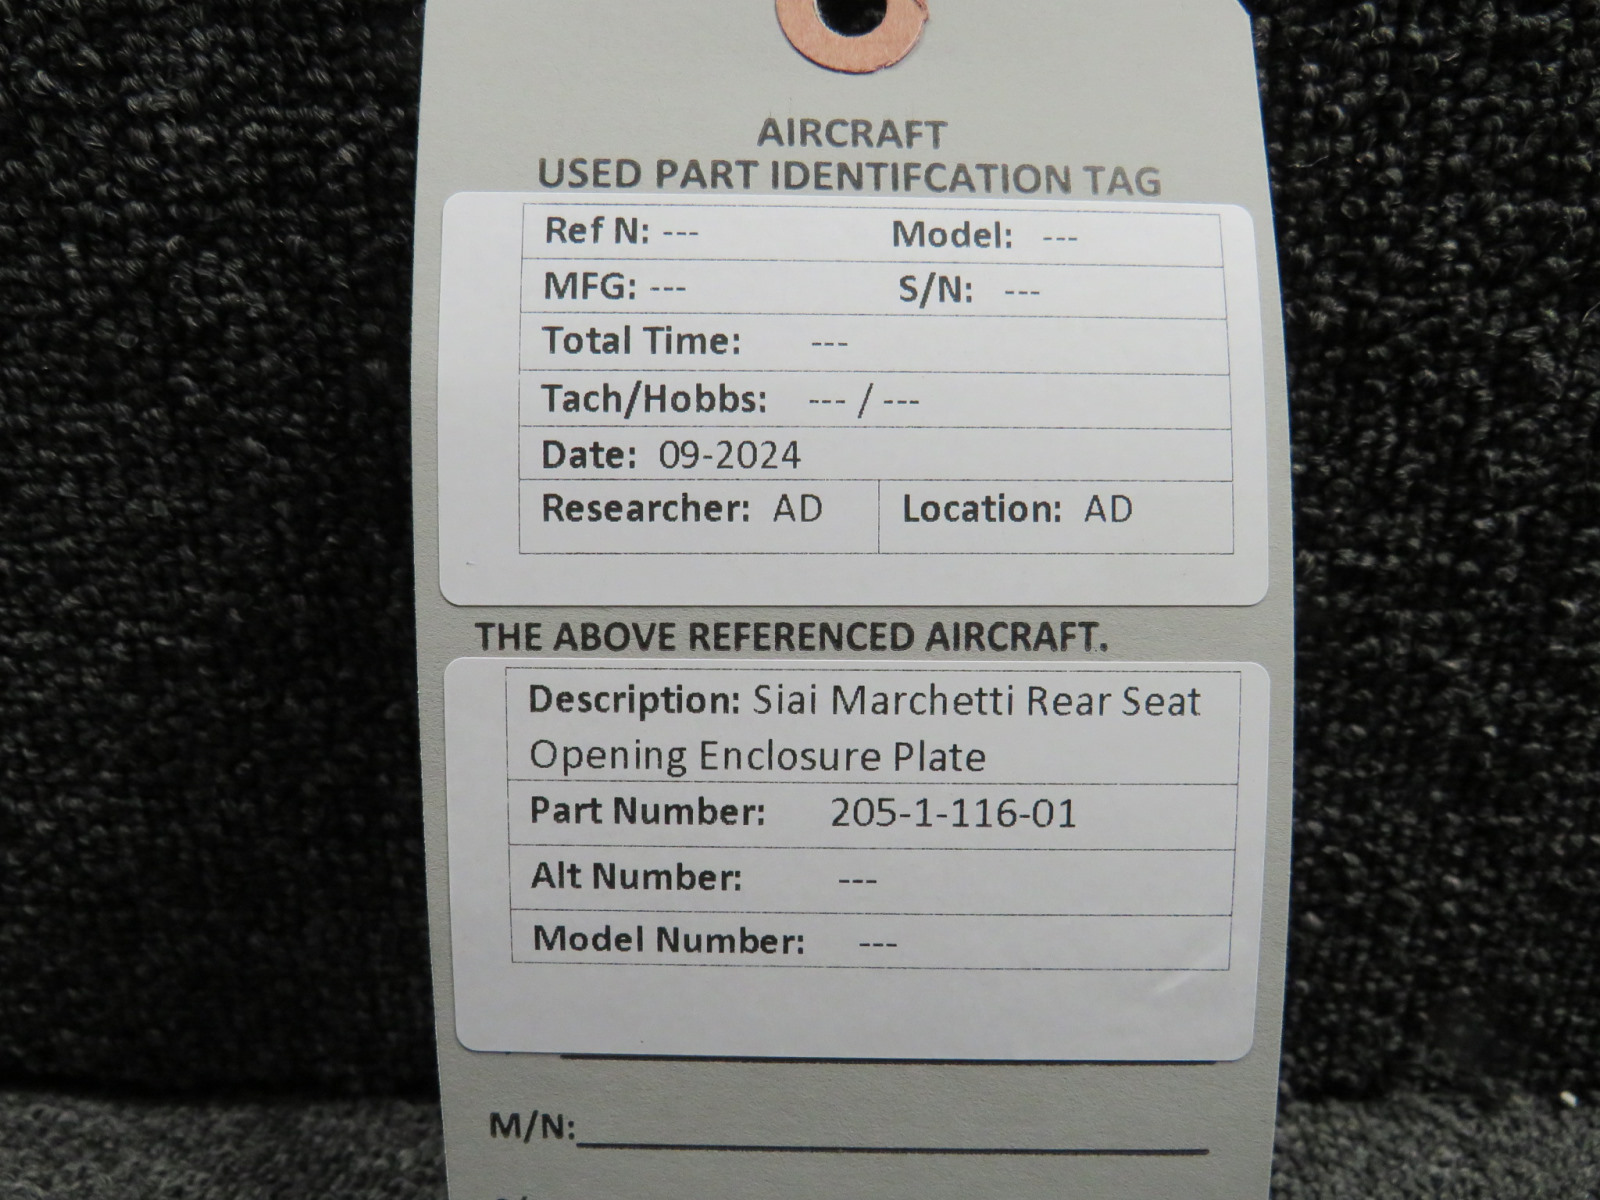 AIRCRAFT
USED PART IDENTIFCATION TAG
Ref N: --- Model: ---
MFG: --- S/N: ---
Total Time: ---
Tach/Hobbs: --- / ---
Date: 09-2024
Researcher: AD Location: AD
THE ABOVE REFERENCED AIRCRAFT.
Description: Siai Marchetti Rear Seat
Opening Enclosure Plate
Part Number: 205-1-116-01
Alt Number: ---
Model Number: ---
M/N: